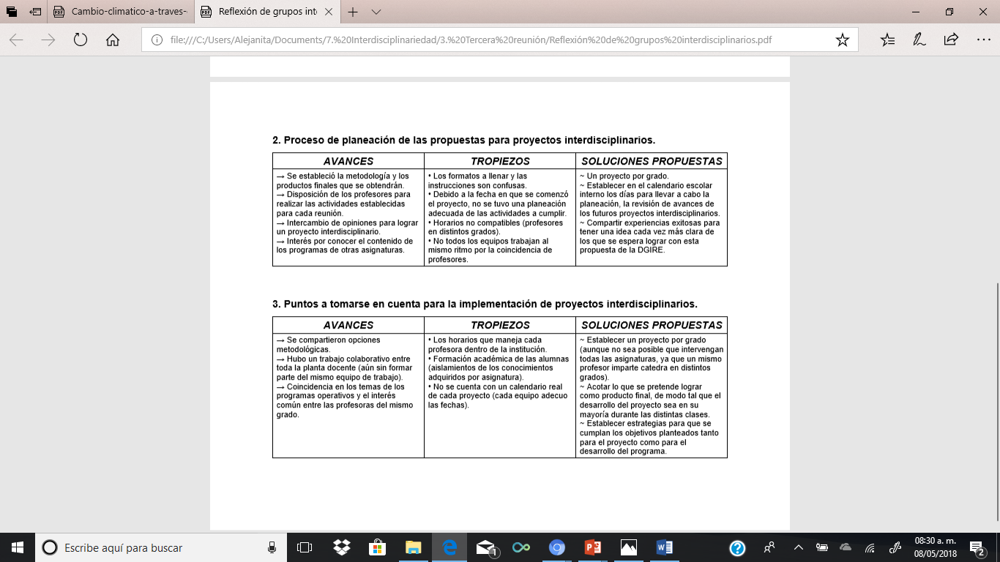 Cambio-climatico-a-traves-
Reflexión de grupos int
file:///C:/Users/Alejanita/Documents/7.%20Interdisciplinariedad/3.%20Tercera%20reunión/Reflexión%20de%20grupos%20interdisciplinarios.pdf
2. Proceso de planeación de las propuestas para proyectos interdisciplinarios.
AVANCES
→ Se estableció la metodología y los
productos finales que se obtendrán.
→ Disposición de los profesores para
realizar las actividades establecidas
para cada reunión.
→ Intercambio de opiniones para lograr
un proyecto interdisciplinario.
→ Interés por conocer el contenido de
los programas de otras asignaturas.
TROPIEZOS
• Los formatos a llenar y las
instrucciones son confusas.
• Debido a la fecha en que se comenzó
el proyecto, no se tuvo una planeación
adecuada de las actividades a cumplir.
• Horarios no compatibles (profesores
en distintos grados).
• No todos los equipos trabajan al
mismo ritmo por la coincidencia de
profesores.
SOLUCIONES PROPUESTAS
~ Un proyecto por grado.
~ Establecer en el calendario escolar
interno los días para llevar a cabo la
planeación, la revisión de avances de
los futuros proyectos interdisciplinarios.
~ Compartir experiencias exitosas para
tener una idea cada vez más clara de
los que se espera lograr con esta
propuesta de la DGIRE.
3. Puntos a tomarse en cuenta para la implementación de proyectos interdisciplinarios.
AVANCES
→ Se compartieron opciones
metodológicas.
→ Hubo un trabajo colaborativo entre
toda la planta docente (aún sin formar
parte del mismo equipo de trabajo).
→ Coincidencia en los temas de los
programas operativos y el interés
común entre las profesoras del mismo
grado.
TROPIEZOS
• Los horarios que maneja cada
profesora dentro de la institución.
• Formación académica de las alumnas
(aislamientos de los conocimientos
adquiridos por asignatura).
• No se cuenta con un calendario real
de cada proyecto (cada equipo adecuo
las fechas).
SOLUCIONES PROPUESTAS
~ Establecer un proyecto por grado
(aunque no sea posible que intervengan
todas las asignaturas, ya que un mismo
profesor imparte catedra en distintos
grados).
~ Acotar lo que se pretende lograr
como producto final, de modo tal que el
desarrollo del proyecto sea en su
mayoría durante las distintas clases.
~ Establecer estrategias para que se
cumplan los objetivos planteados tanto
para el proyecto como para el
desarrollo del programa.
Escribe aquí para buscar
1
08:30 a. m.
08/05/2018
2